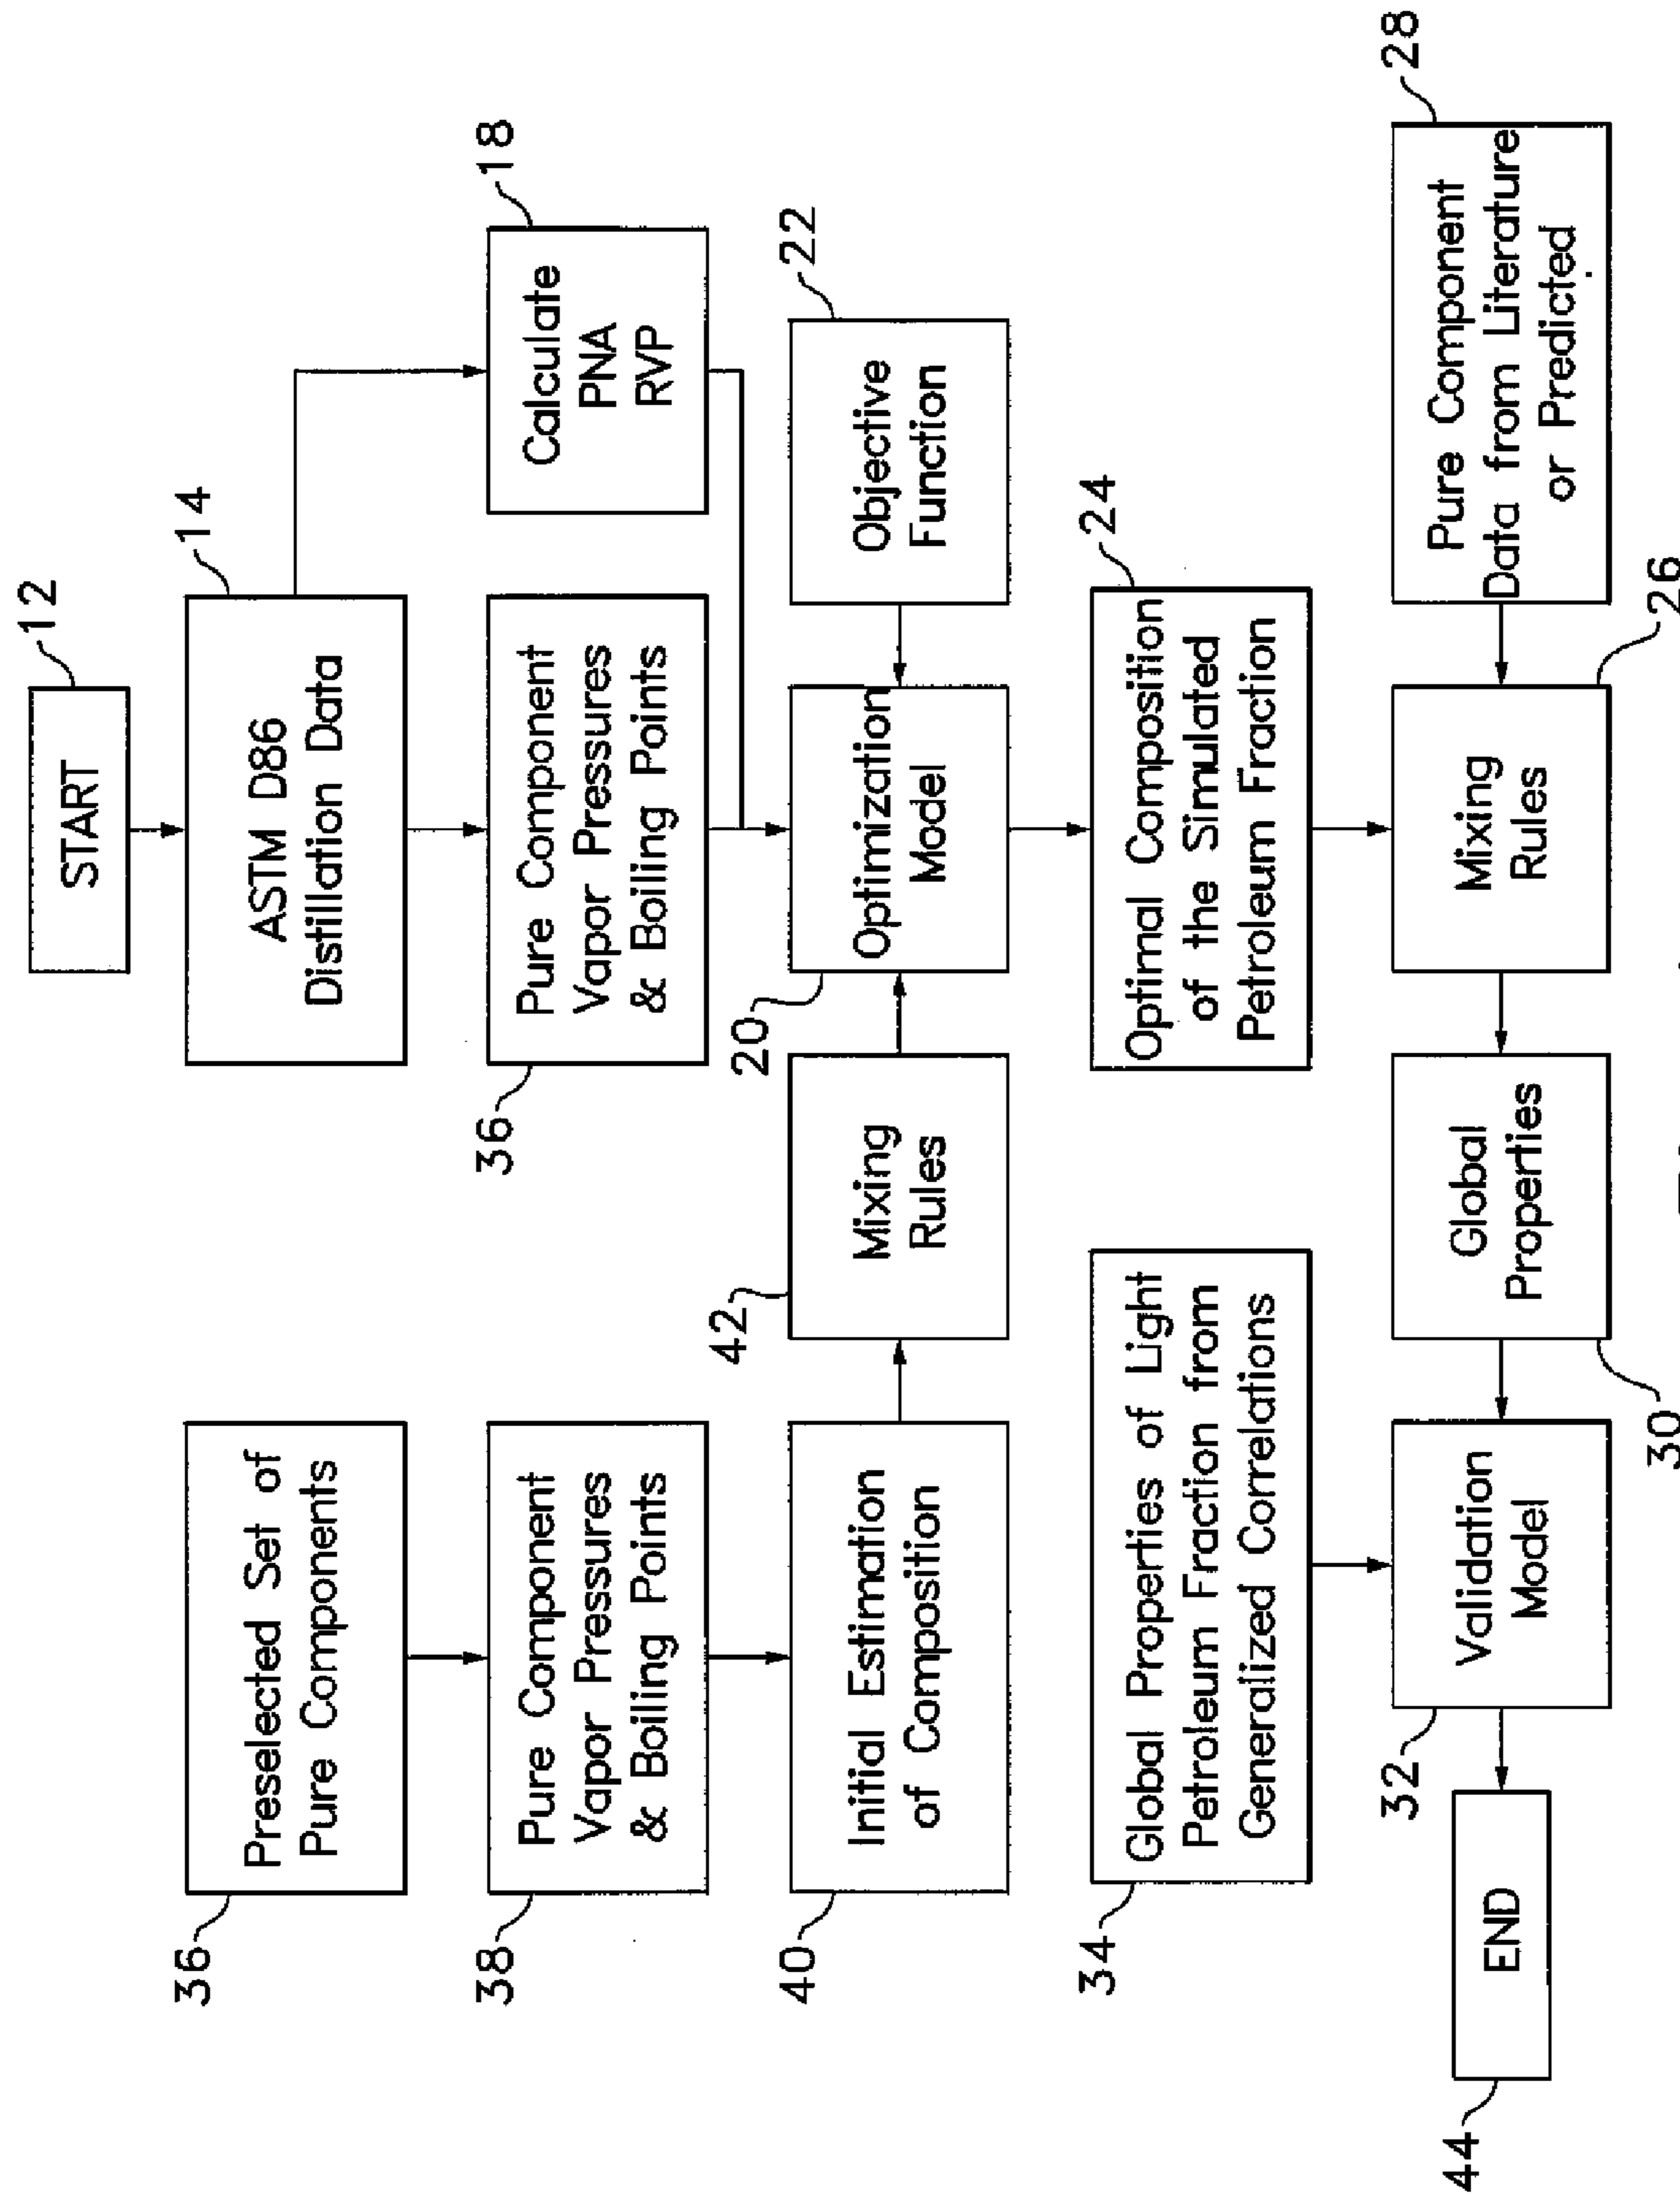 12
START
36
Preselected Set of
Pure Components
14
ASTM D86
Distillation Data
38
Pure Component
Vapor Pressures
& Boiling Points
36
Pure Component
Vapor Pressures
& Boiling Points
18
Calculate
PNA
RVP
40
Initial Estimation
of Composition
42
Mixing
Rules
20
Optimization
Model
22
Objective
Function
34
Global Properties of Light
Petroleum Fraction from
Generalized Correlations
24
Optimal Composition
of the Simulated
Petroleum Fraction
44
END
32
Validation
Model
30
Global
Properties
26
Mixing
Rules
28
Pure Component
Data from Literature
or Predicted